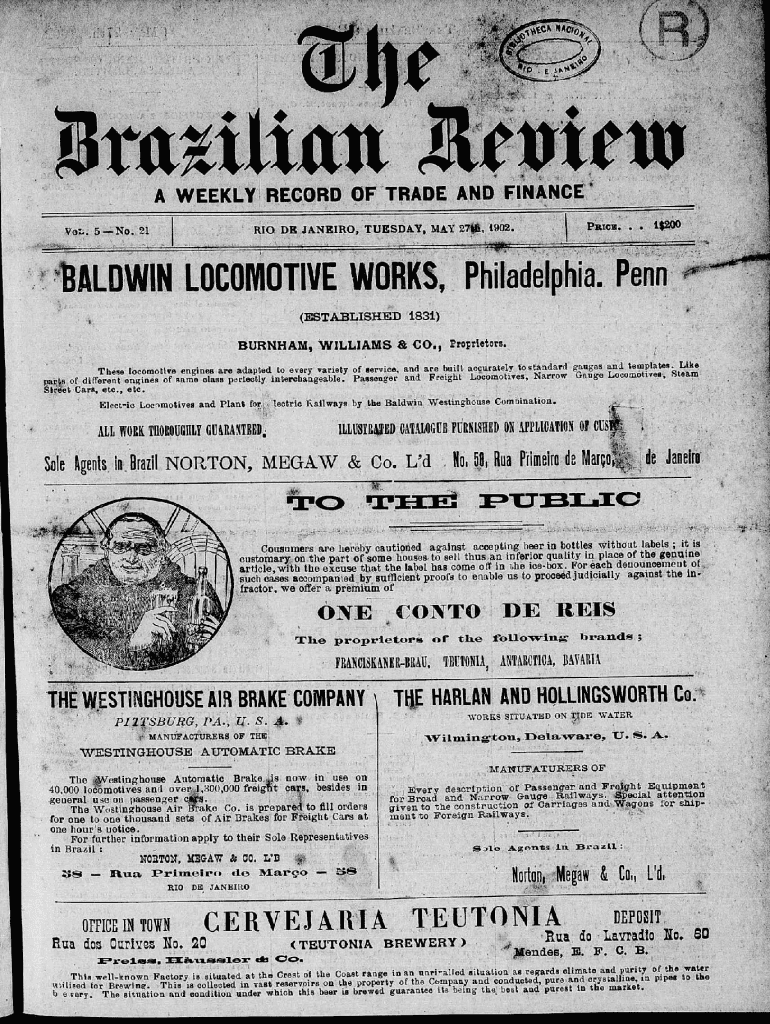 BIBLIOTHECA NACIONAL
RIO E JANEIRO
R
The
Brazilian Review
A WEEKLY RECORD OF TRADE AND FINANCE
VOL. 5—No. 21
RIO DE JANEIRO, TUESDAY, MAY 27th, 1902.
PRICE. . . 1$200
BALDWIN LOCOMOTIVE WORKS, Philadelphia. Penn
(ESTABLISHED 1831)
BURNHAM, WILLIAMS & CO., Proprietors.
These locomotive engines are adapted to every variety of service, and are built accurately to standard gaugus and templates. Like
parts of different engines of same class perfectly interchangeable. Passenger and Freight Locomotives, Narrow Gauge Locomotives, Steam
Street Cars, etc., etc.
Electric Locomotives and Plant for lectric Railways by the Baldwin Westinghouse Combination.
ALL WORK THOROUGHLY GUARANTEED.
ILLUSTRATED CATALOGUE FURNISHED ON APPLICATION OF
Sole Agents in Brazil NORTON, MEGAW & Co. L'd No. 58, Rua Primeiro de Março, de Janeiro
TO THE PUBLIC
Cousumers are hereby cautioned against accepting beer in bottles without labels; it is
customary on the part of some houses to sell thus an inferior quality in place of the genuine
article, with the excuse that the label has come off in the ice-box. For each denouncement of
such cases accompanied by sufficient proofs to enable us to proceed judicially against the in-
fractor, we offer a premium of
ONE CONTO DE REIS
The proprietors of the following brands;
FRANCISKANER-BRAU, TEUTONIA, ANTARCTICA, BAVARIA
THE WESTINGHOUSE AIR BRAKE COMPANY
PITTSBURG, PA., U. S. A.
MANUFACTURERS OF THE
WESTINGHOUSE AUTOMATIC BRAKE
The Westinghouse Automatic Brake is now in use on
40,000 locomotives and over 1,300,000 freight cars, besides in
general use on passenger cars.
The Westinghouse Air Brake Co. is prepared to fill orders
for one to one thousand sets of Air Brakes for Freight Cars at
one hour's notice.
For further information apply to their Sole Representatives
in Brazil:
NORTON, MEGAW & CO. L'D
58 — Rua Primeiro do Março — 58
RIO DE JANEIRO
THE HARLAN AND HOLLINGSWORTH Co.
WORKS SITUATED ON TIDE WATER
Wilmington, Delaware, U. S. A.
MANUFACTURERS OF
Every description of Passenger and Freight Equipment
for Broad and Narrow Gauge Railways. Special attention
given to the construction of Carriages and Wagons for ship-
ment to Foreign Railways.
Sole Agents in Brazil:
Norton, Megaw & Co., L'd.
OFFICE IN TOWN
Rua dos Ourives No. 20
Preiss, Häussler & Co.
CERVEJARIA TEUTONIA
(TEUTONIA BREWERY)
DEPOSIT
Rua do Lavradio No. 60
Mendes, E. F. C. B.
This well-known Factory is situated at the Crest of the Coast range in an unri alled situation as regards climate and purity of the water
utilised for Brewing. This is collected in vast reservoirs on the property of the Company and conducted, pure and crystalline, in pipes to the
b e very. The situation and condition under which this beer is brewed guarantee its being the best and purest in the market.